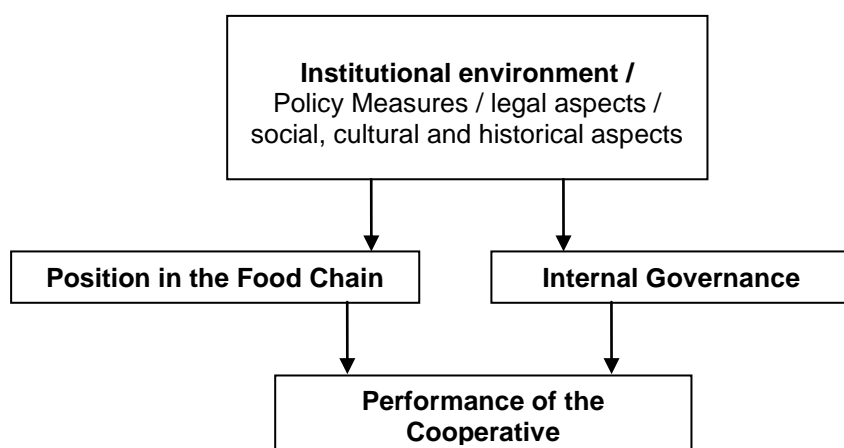 Institutional environment /
Policy Measures / legal aspects /
social, cultural and historical aspects
Position in the Food Chain
Internal Governance
Performance of the
Cooperative